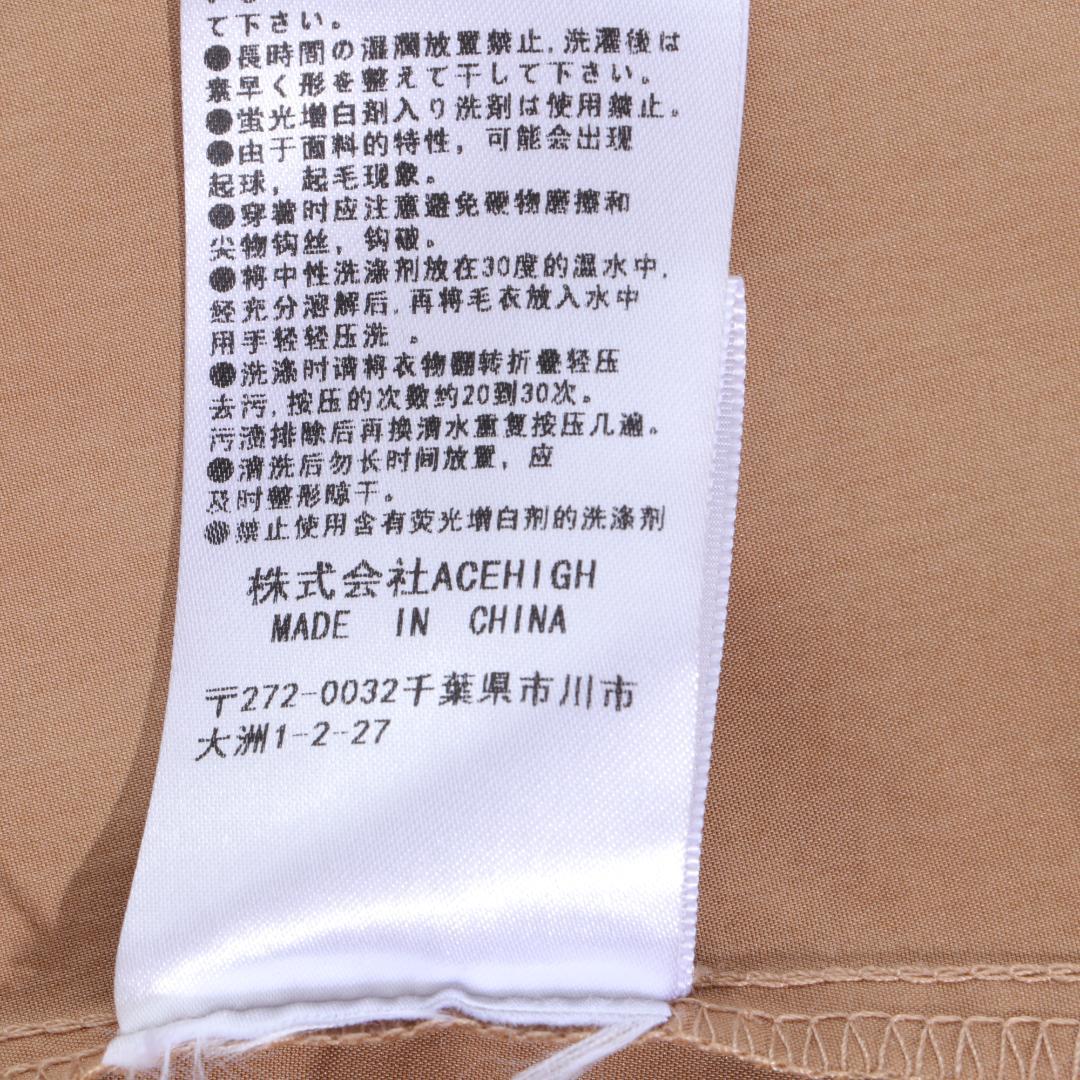 て下さい。
●長時間の湿潤放置禁止,洗濯後は
素早く形を整えて干して下さい。
●蛍光増白剤入り洗剤は使用禁止。
●由于面料的特性，可能会出现
起球，起毛现象。
●穿着时应注意避免硬物磨擦和
尖物钩丝，钩破。
●将中性洗涤剂放在30度的温水中,
经充分溶解后,再将毛衣放入水中
用手轻轻压洗 。
●洗涤时请将衣物翻转折叠轻压
去污,按压的次数约20到30次。
污渍排除后再换清水重复按压几遍。
●清洗后勿长时间放置，应
及时整形晾干。
●禁止使用含有荧光增白剂的洗涤剂
株式会社ACEHIGH
MADE IN CHINA
〒272-0032千葉県市川市
大洲1-2-27